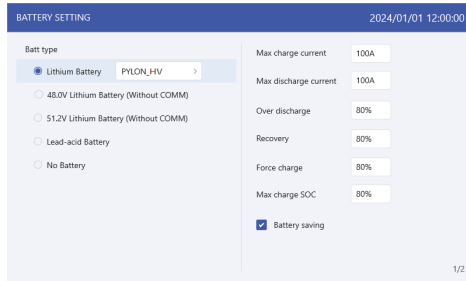 BATTERY SETTING 2024/01/01 12:00:00
Batt type
Lithium Battery PYLON_HV >
48.0V Lithium Battery (Without COMM)
51.2V Lithium Battery (Without COMM)
Lead-acid Battery
No Battery
Max charge current 100A
Max discharge current 100A
Over discharge 80%
Recovery 80%
Force charge 80%
Max charge SOC 80%
Battery saving
1/2